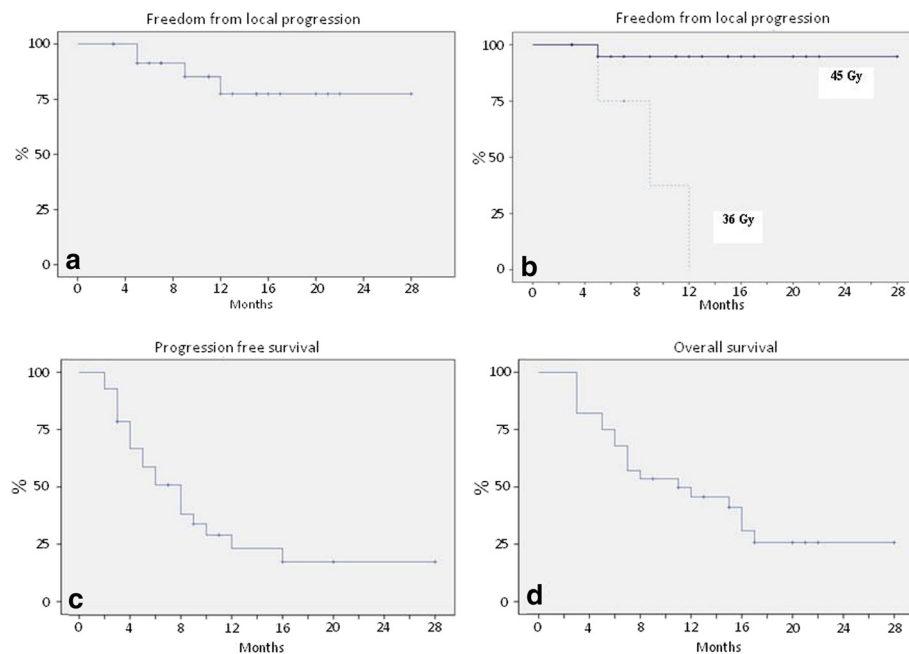 Freedom from local progression
100
75
50
25
0
%
a
0 4 8 12 16 20 24 28
Months
Freedom from local progression
100
75
50
25
0
%
45 Gy
36 Gy
b
0 4 8 12 16 20 24 28
Months
Progression free survival
100
75
50
25
0
%
c
0 4 8 12 16 20 24 28
Months
Overall survival
100
75
50
25
0
%
d
0 4 8 12 16 20 24 28
Months